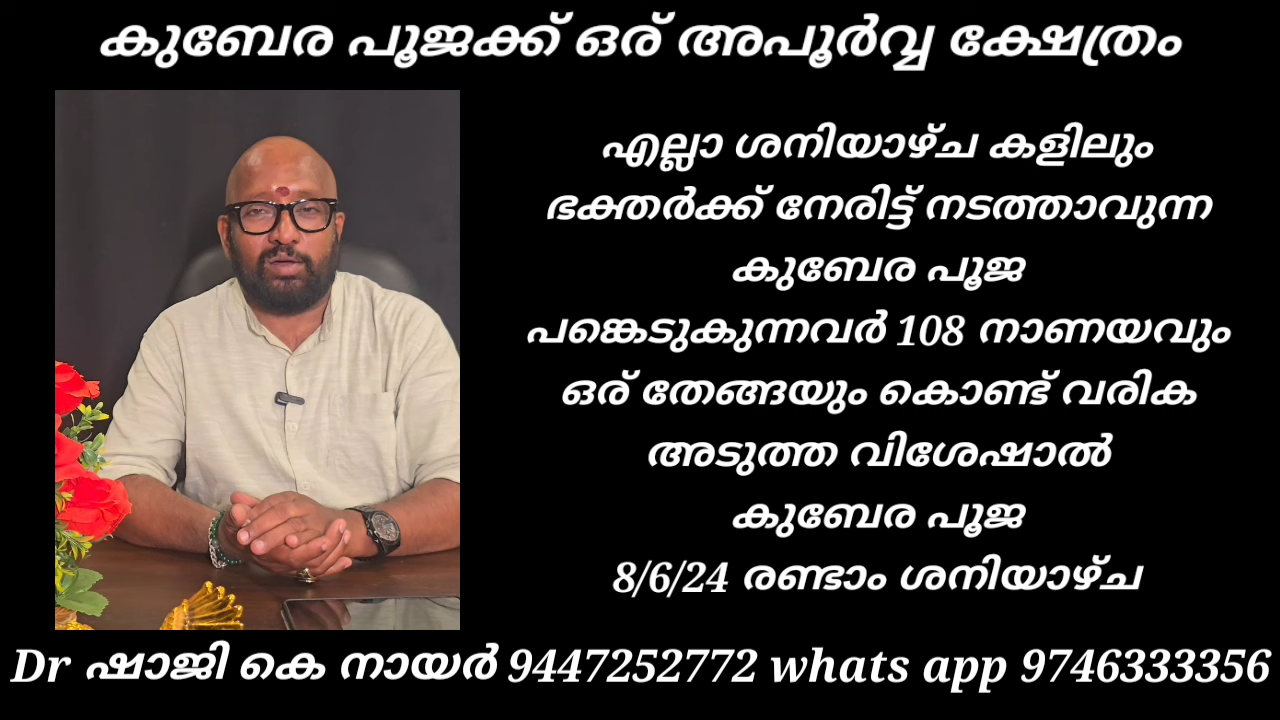 കുബേര പൂജക്ക് ഒര് അപൂർവ്വ ക്ഷേത്രം
എല്ലാ ശനിയാഴ്ച കളിലും
ഭക്തർക്ക് നേരിട്ട് നടത്താവുന്ന
കുബേര പൂജ
പങ്കെടുകുന്നവർ 108 നാണയവും
ഒര് തേങ്ങയും കൊണ്ട് വരിക
അടുത്ത വിശേഷാൽ
കുബേര പൂജ
8/6/24 രണ്ടാം ശനിയാഴ്ച
Dr ഷാജി കെ നായർ 9447252772 whats app 9746333356